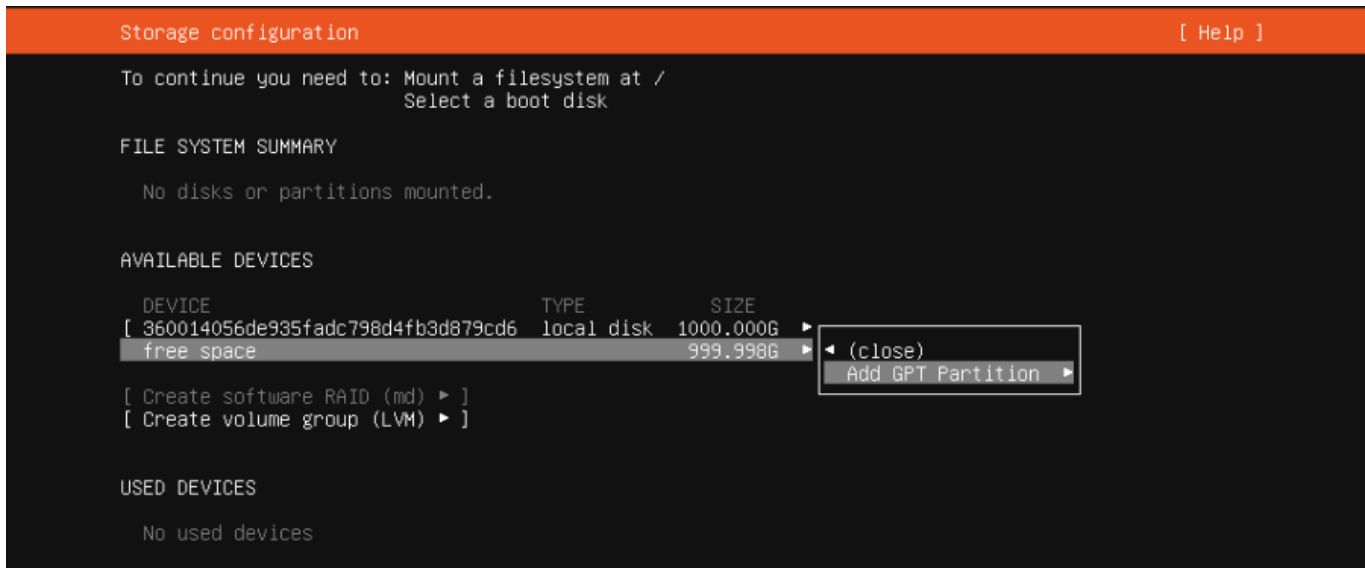 Storage configuration [ Help ]
To continue you need to: Mount a filesystem at /
Select a boot disk
FILE SYSTEM SUMMARY
No disks or partitions mounted.
AVAILABLE DEVICES
DEVICE TYPE SIZE
[ 360014056de935fadc798d4fb3d879cd6 local disk 1000.000G ▸
free space 999.998G ▸ ◂ (close)
Add GPT Partition ▸
[ Create software RAID (md) ▸ ]
[ Create volume group (LVM) ▸ ]
USED DEVICES
No used devices